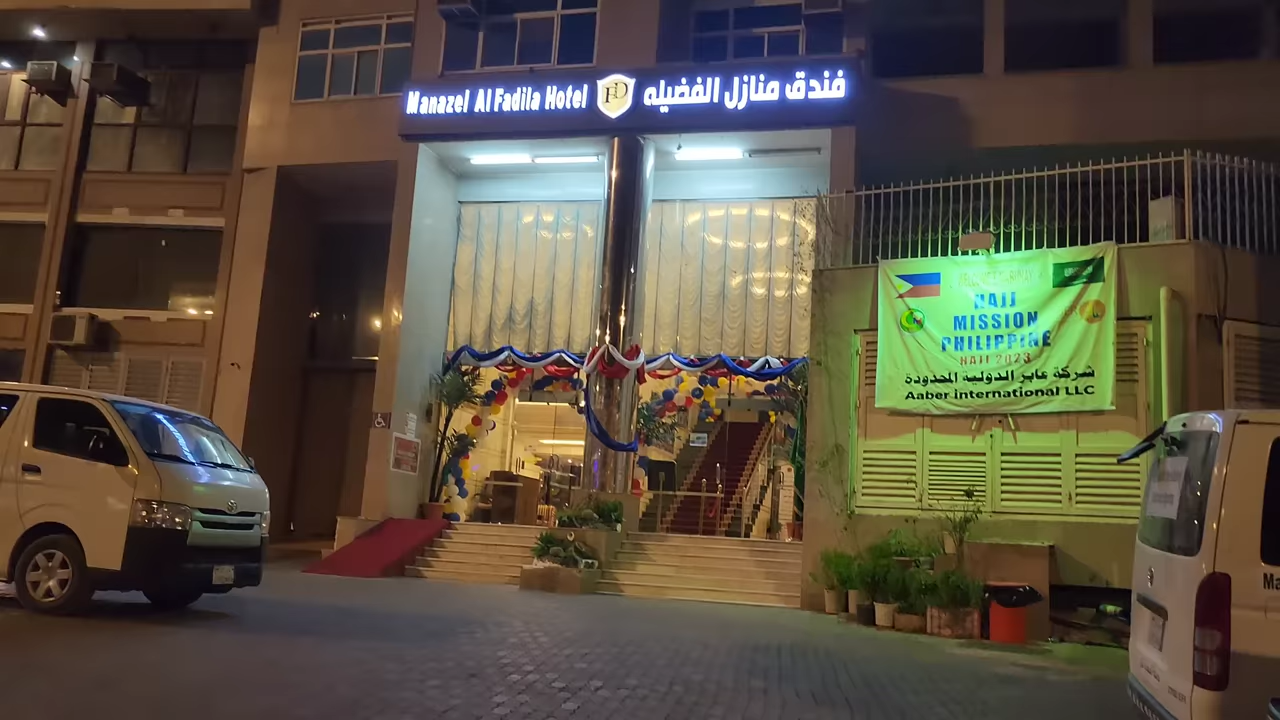 Manazel Al Fadila Hotel
فندق منازل الفضيله
HAJJ
MISSION
PHILIPPINE
HAJJ 2023
شركة عابر الدولية المحدودة
Aaber international LLC
Ma